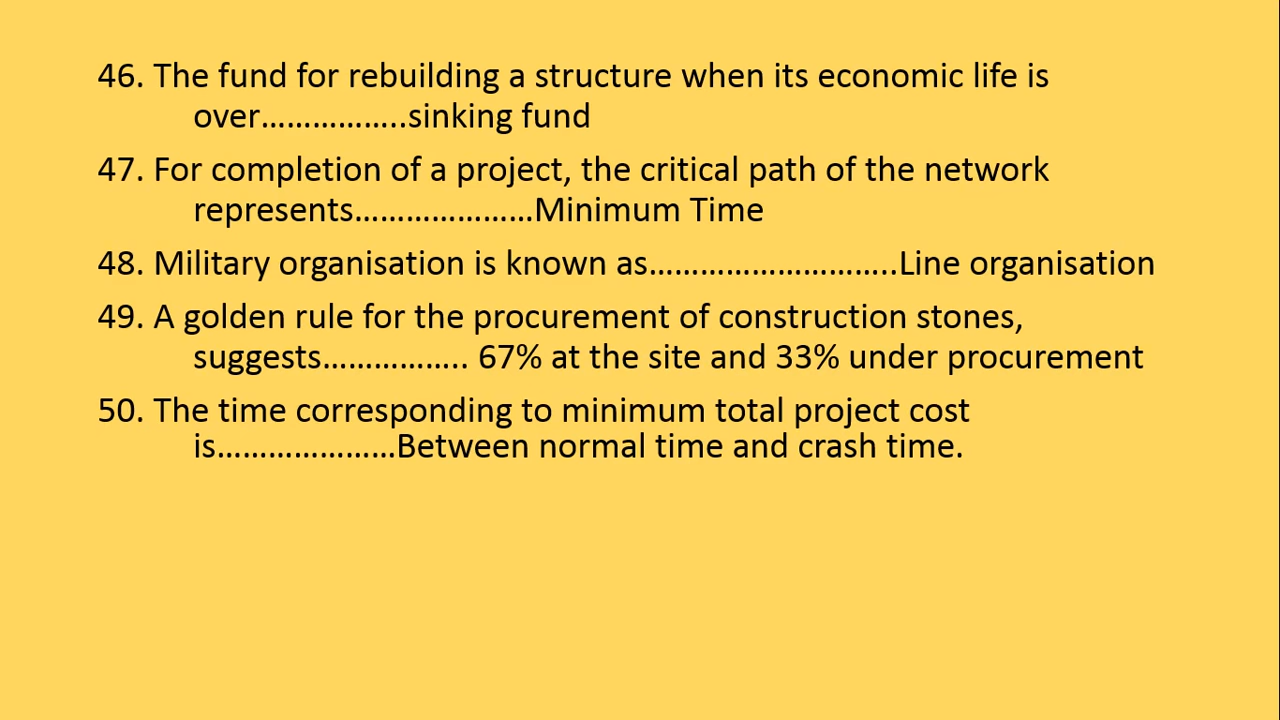 46. The fund for rebuilding a structure when its economic life is
over……………..sinking fund
47. For completion of a project, the critical path of the network
represents…………………Minimum Time
48. Military organisation is known as………………………..Line organisation
49. A golden rule for the procurement of construction stones,
suggests…………….. 67% at the site and 33% under procurement
50. The time corresponding to minimum total project cost
is…………………Between normal time and crash time.